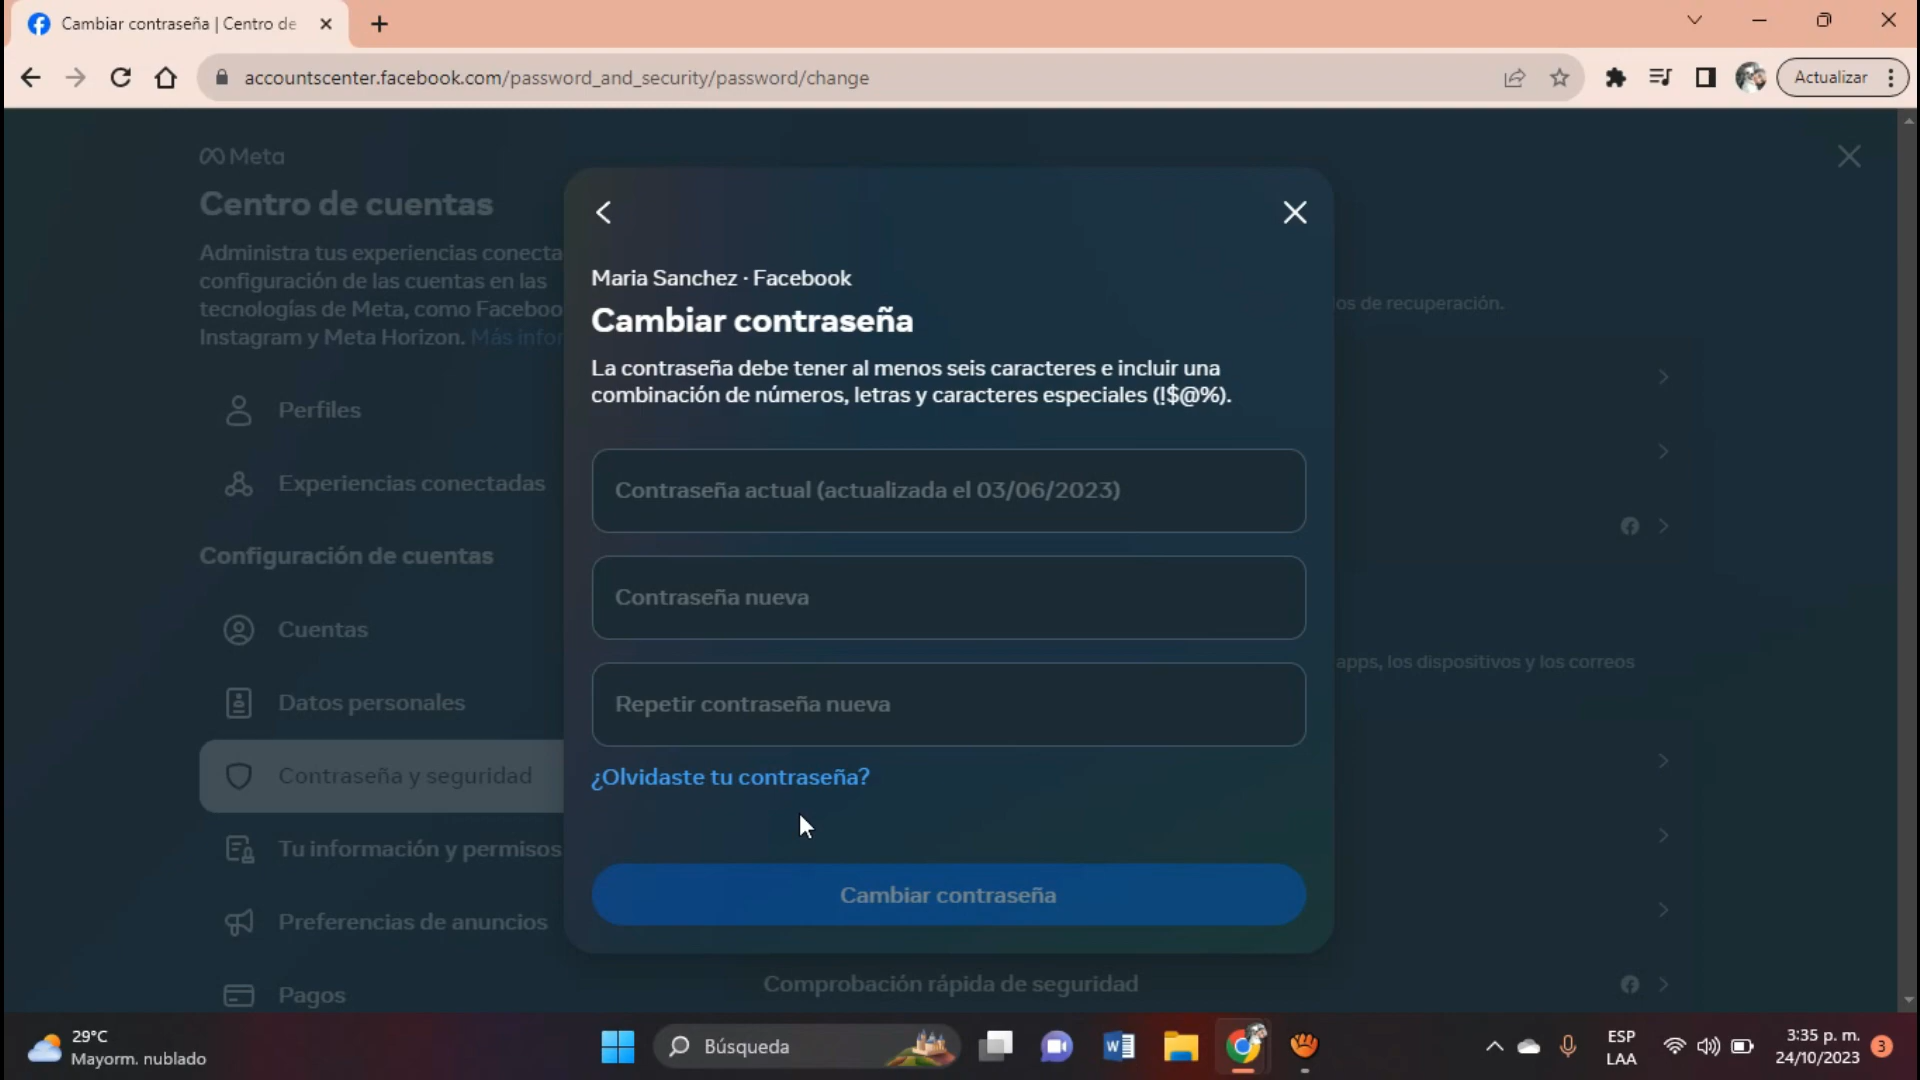 Cambiar contraseña | Centro de
accountscenter.facebook.com/password_and_security/password/change
Actualizar
Meta
Centro de cuentas
Administra tus experiencias conecta
configuración de las cuentas en las
tecnologías de Meta, como Faceboo
Instagram y Meta Horizon. Más infor
Perfiles
Experiencias conectadas
Configuración de cuentas
Cuentas
Datos personales
Contraseña y seguridad
Tu información y permisos
Preferencias de anuncios
Pagos
Maria Sanchez · Facebook
Cambiar contraseña
La contraseña debe tener al menos seis caracteres e incluir una
combinación de números, letras y caracteres especiales (!$@%).
Contraseña actual (actualizada el 03/06/2023)
Contraseña nueva
Repetir contraseña nueva
¿Olvidaste tu contraseña?
Cambiar contraseña
os de recuperación.
apps, los dispositivos y los correos
Comprobación rápida de seguridad
29°C
Mayorm. nublado
Búsqueda
ESP
LAA
3:35 p. m.
24/10/2023
3